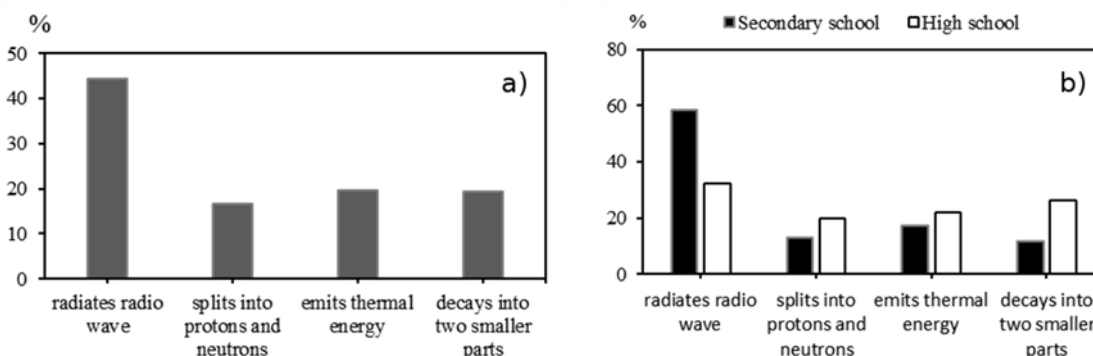 %
50
40
30
20
10
0
a)
radiates radio
wave
splits into
protons and
neutrons
emits thermal
energy
decays into
two smaller
parts
Secondary school
High school
%
80
60
40
20
0
b)
radiates radio
wave
splits into
protons and
neutrons
emits thermal
energy
decays into
two smaller
parts